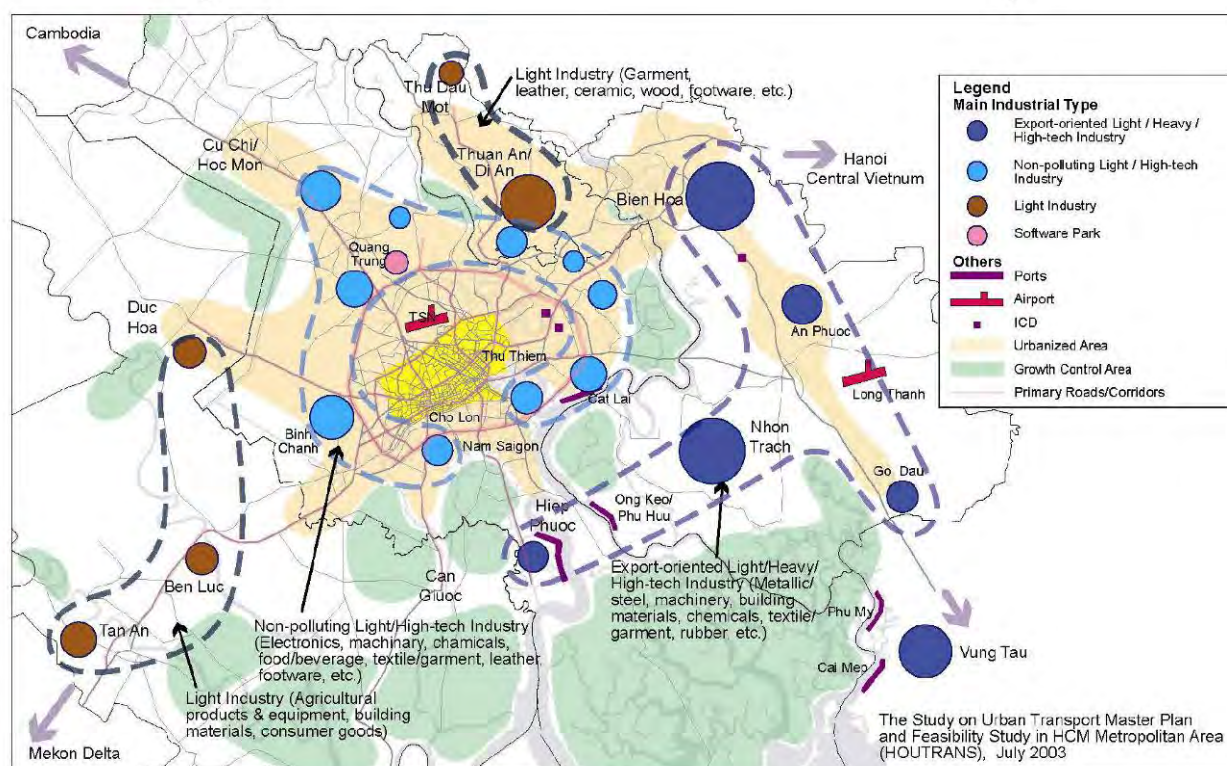 Cambodia
Thu Dau
Mot
Light Industry (Garment,
leather, ceramic, wood, footware, etc.)
Cu Chi/
Hoc Mon
Thuan An/
Di An
Bien Hoa
Hanoi
Central Vietnum
Quang
Trung
Duc
Hoa
TSN
An Phuoc
Thu Thiem
Long Thanh
Cat Lai
Cho Lon
Binh
Chanh
Nam Saigon
Nhon
Trach
Go Dau
Hiep
Phuoc
Ong Keo/
Phu Huu
Ben Luc
Can
Giuoc
Tan An
Non-polluting Light/High-tech Industry
(Electronics, machinary, chamicals,
food/beverage, textile/garment, leather,
footware, etc.)
Light Industry (Agricultural
products & equipment, building
materials, consumer goods)
Export-oriented Light/Heavy/
High-tech Industry (Metallic/
steel, machinery, building
materials, chemicals, textile/
garment, rubber, etc.)
Phu My
Cai Mep
Vung Tau
Mekon Delta
Legend
Main Industrial Type
Export-oriented Light / Heavy /
High-tech Industry
Non-polluting Light / High-tech
Industry
Light Industry
Software Park
Others
Ports
Airport
ICD
Urbanized Area
Growth Control Area
Primary Roads/Corridors
The Study on Urban Transport Master Plan
and Feasibility Study in HCM Metropolitan Area
(HOUTRANS), July 2003